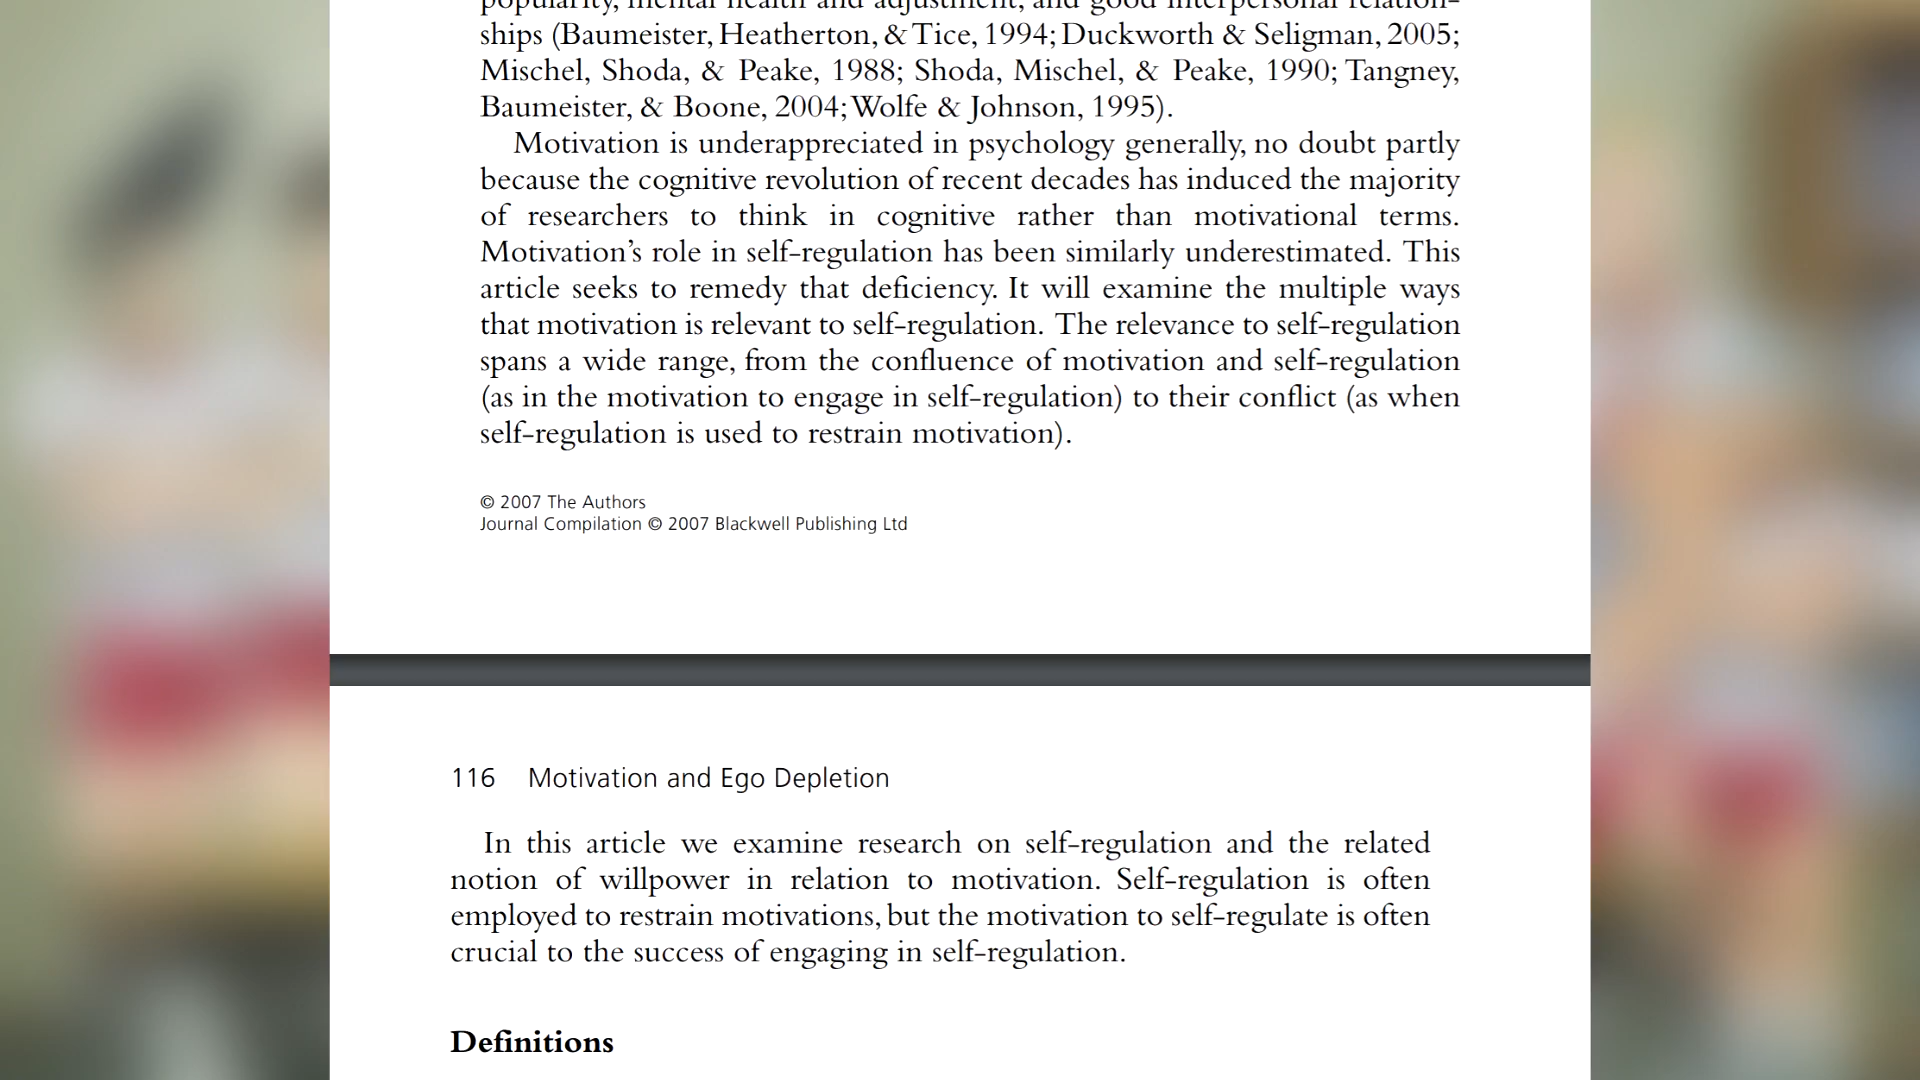 popularity, mental health and adjustment, and good interpersonal relation-
ships (Baumeister, Heatherton, & Tice, 1994; Duckworth & Seligman, 2005;
Mischel, Shoda, & Peake, 1988; Shoda, Mischel, & Peake, 1990; Tangney,
Baumeister, & Boone, 2004; Wolfe & Johnson, 1995).
Motivation is underappreciated in psychology generally, no doubt partly
because the cognitive revolution of recent decades has induced the majority
of researchers to think in cognitive rather than motivational terms.
Motivation’s role in self-regulation has been similarly underestimated. This
article seeks to remedy that deficiency. It will examine the multiple ways
that motivation is relevant to self-regulation. The relevance to self-regulation
spans a wide range, from the confluence of motivation and self-regulation
(as in the motivation to engage in self-regulation) to their conflict (as when
self-regulation is used to restrain motivation).
© 2007 The Authors
Journal Compilation © 2007 Blackwell Publishing Ltd
116 Motivation and Ego Depletion
In this article we examine research on self-regulation and the related
notion of willpower in relation to motivation. Self-regulation is often
employed to restrain motivations, but the motivation to self-regulate is often
crucial to the success of engaging in self-regulation.
Definitions